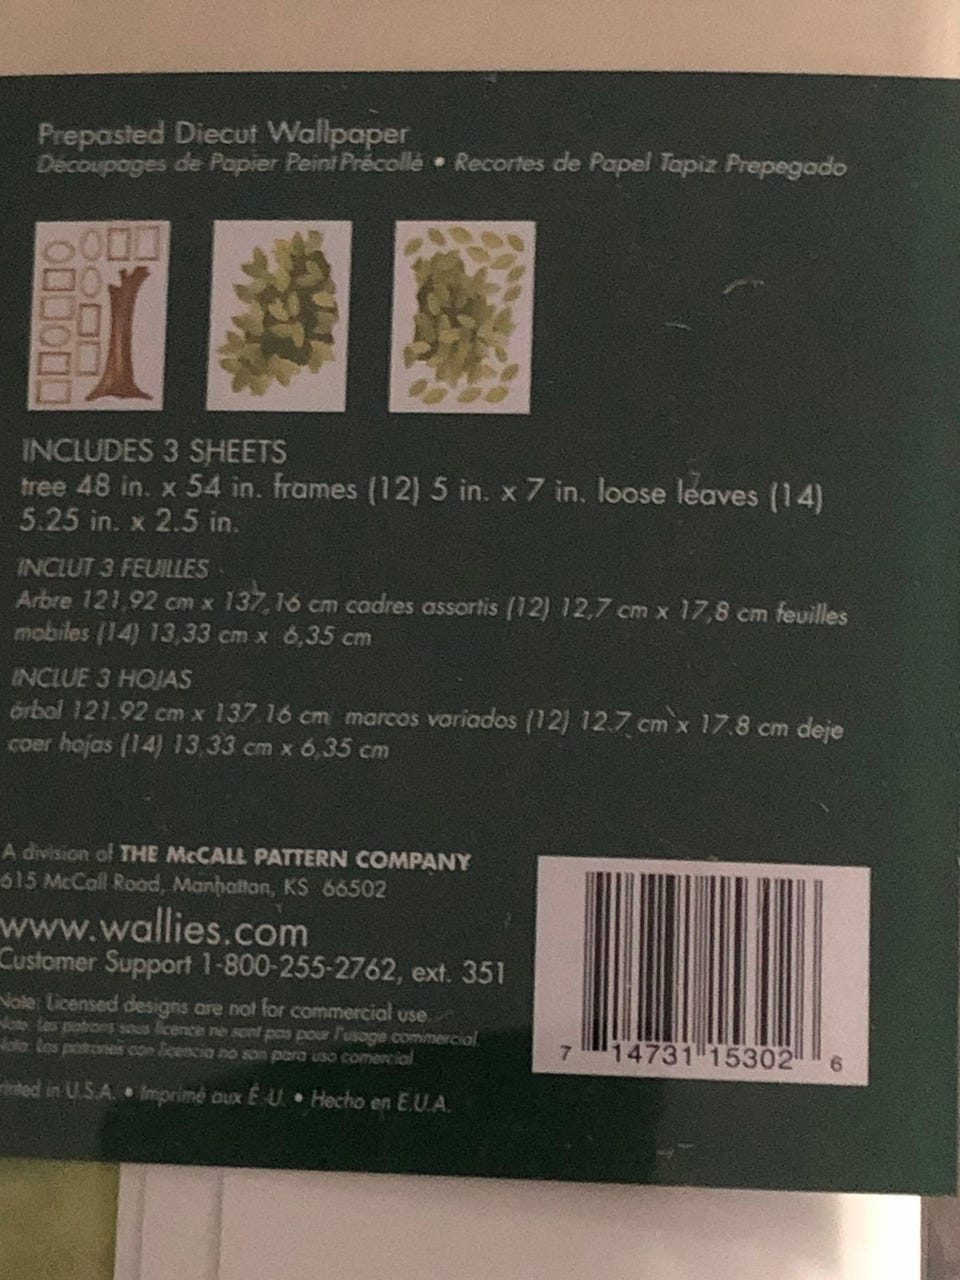 Prepasted Diecut Wallpaper
Découpages de Papier Peint Précollé • Recortes de Papel Tapiz Prepegado
INCLUDES 3 SHEETS
tree 48 in. x 54 in. frames (12) 5 in. x 7 in. loose leaves (14)
5.25 in. x 2.5 in.
INCLUT 3 FEUILLES
Arbre 121.92 cm x 137,16 cm cadres assortis (12) 12,7 cm x 17,8 cm feuilles
mobiles (14) 13,33 cm x 6,35 cm
INCLUE 3 HOJAS
árbol 121.92 cm x 137.16 cm marcos variados (12) 12.7 cm x 17.8 cm deje
caer hojas (14) 13,33 cm x 6,35 cm
A division of THE McCALL PATTERN COMPANY
615 McCall Road, Manhattan, KS 66502
www.wallies.com
Customer Support 1-800-255-2762, ext. 351
Note: Licensed designs are not for commercial use
Note: Les patrons sous licence ne sont pas pour l'usage commercial.
Nota: Los patrones con licencia no son para uso comercial
rinted in U.S.A. • Imprimé aux É.-U. • Hecho en E.U.A.
7 14731 15302 6